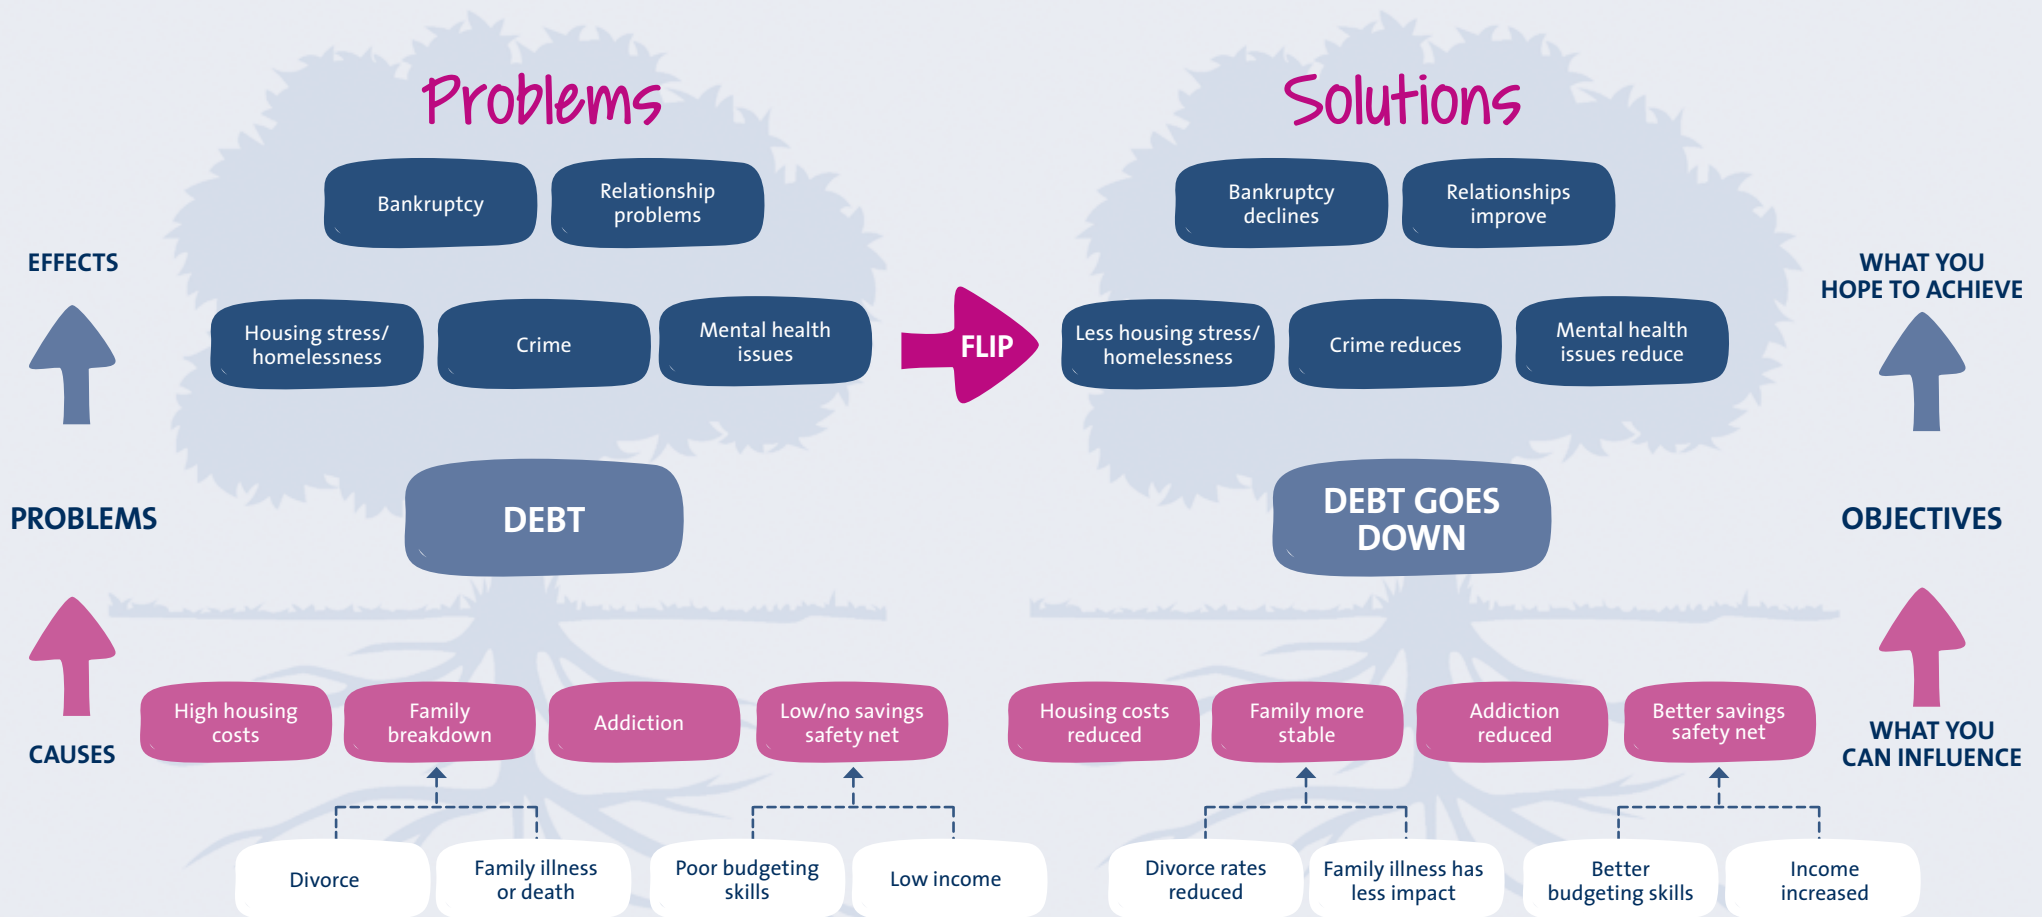 Problems
Bankruptcy
Relationship
problems
EFFECTS
Housing stress/
homelessness
Crime
Mental health
issues
PROBLEMS
DEBT
CAUSES
High housing
costs
Family
breakdown
Addiction
Low/no savings
safety net
Divorce
Family illness
or death
Poor budgeting
skills
Low income
FLIP
Solutions
Bankruptcy
declines
Relationships
improve
WHAT YOU
HOPE TO ACHIEVE
Less housing stress/
homelessness
Crime reduces
Mental health
issues reduce
DEBT GOES
DOWN
OBJECTIVES
Housing costs
reduced
Family more
stable
Addiction
reduced
Better savings
safety net
WHAT YOU
CAN INFLUENCE
Divorce rates
reduced
Family illness has
less impact
Better
budgeting skills
Income
increased